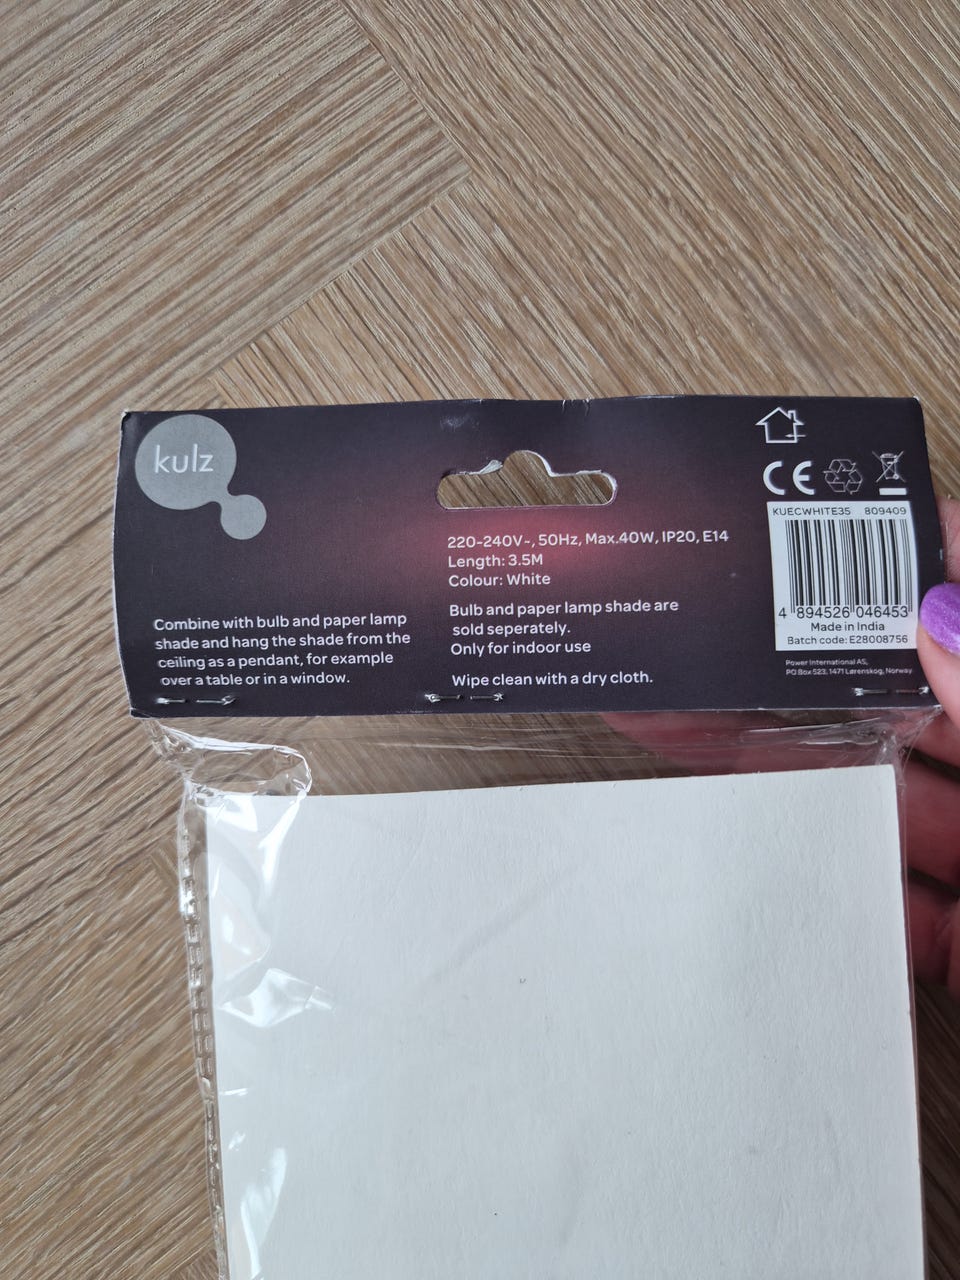 kulz
Combine with bulb and paper lamp
shade and hang the shade from the
ceiling as a pendant, for example
over a table or in a window.
220-240V~, 50Hz, Max.40W, IP20, E14
Length: 3.5M
Colour: White
Bulb and paper lamp shade are
sold seperately.
Only for indoor use
Wipe clean with a dry cloth.
CE
KUECWHITE35 809409
4 894526 046453
Made in India
Batch code: E28008756
Power International AS,
PO.Box 523, 1471 Lørenskog, Norway